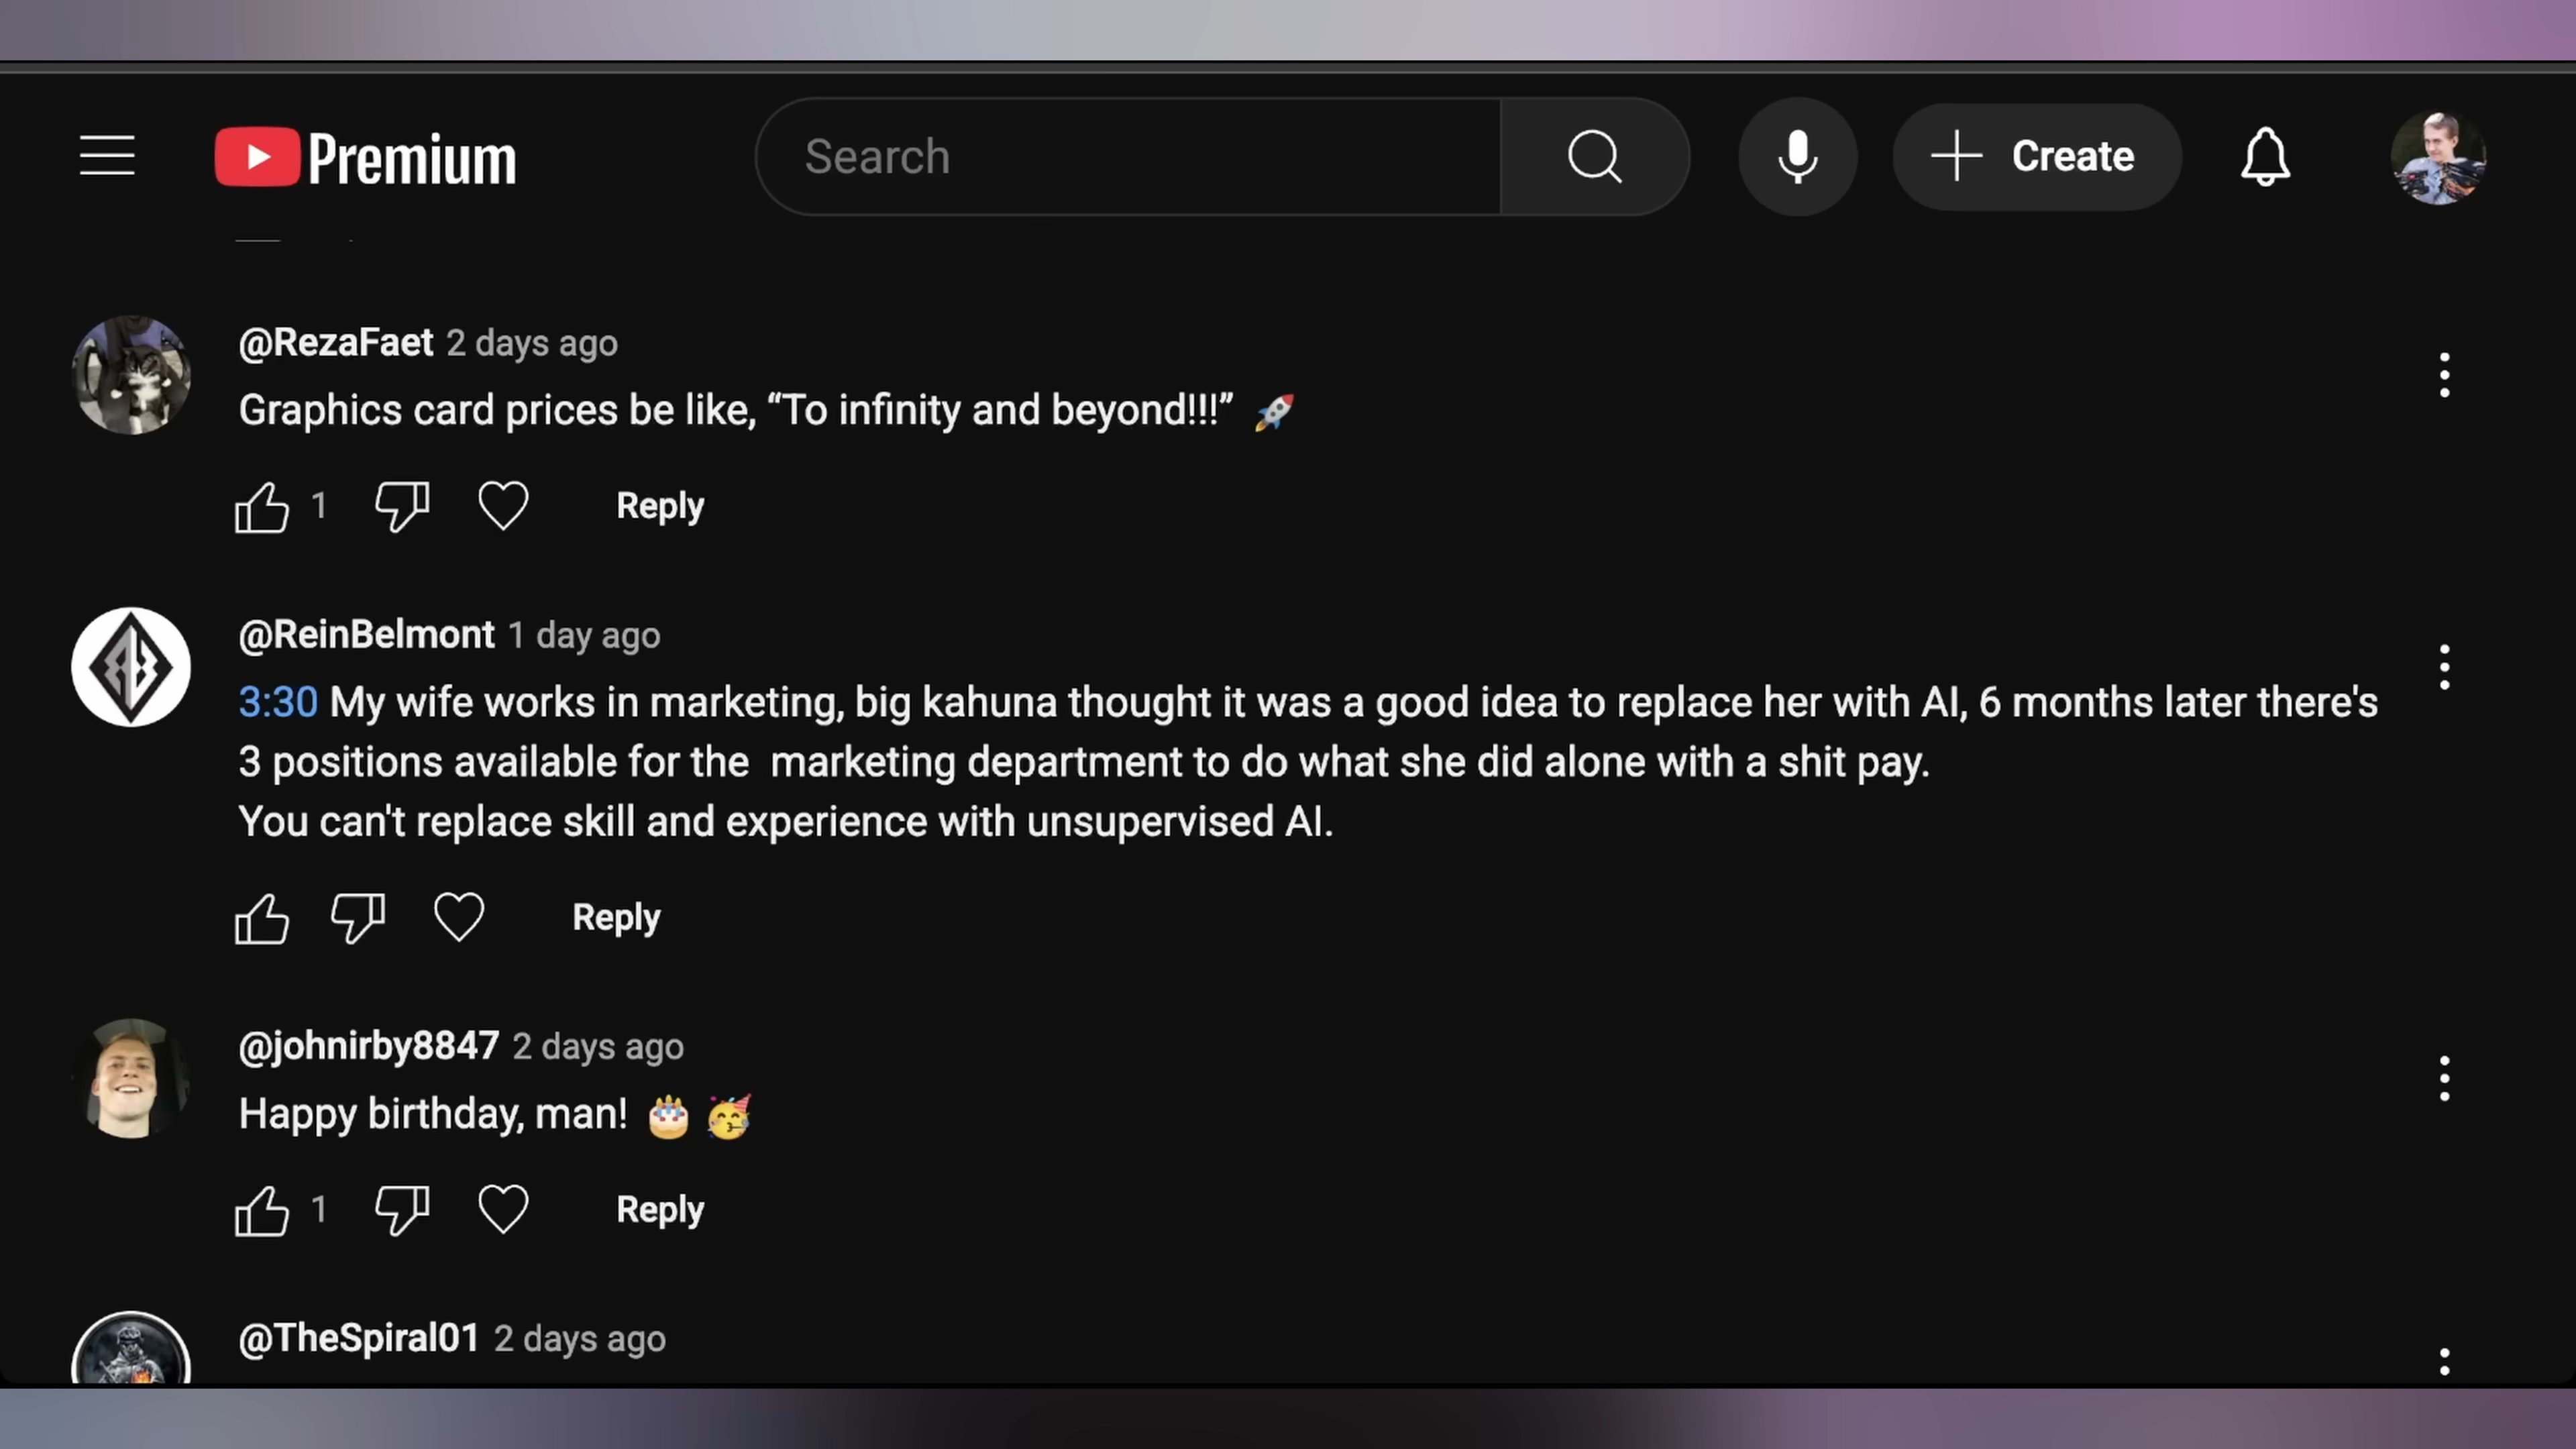 Premium
Search
Create
@RezaFaet 2 days ago
Graphics card prices be like, “To infinity and beyond!!!” 🚀
1
Reply
@ReinBelmont 1 day ago
3:30 My wife works in marketing, big kahuna thought it was a good idea to replace her with AI, 6 months later there's
3 positions available for the  marketing department to do what she did alone with a shit pay.
You can't replace skill and experience with unsupervised AI.
Reply
@johnirby8847 2 days ago
Happy birthday, man! 🎂 🥳
1
Reply
@TheSpiral01 2 days ago